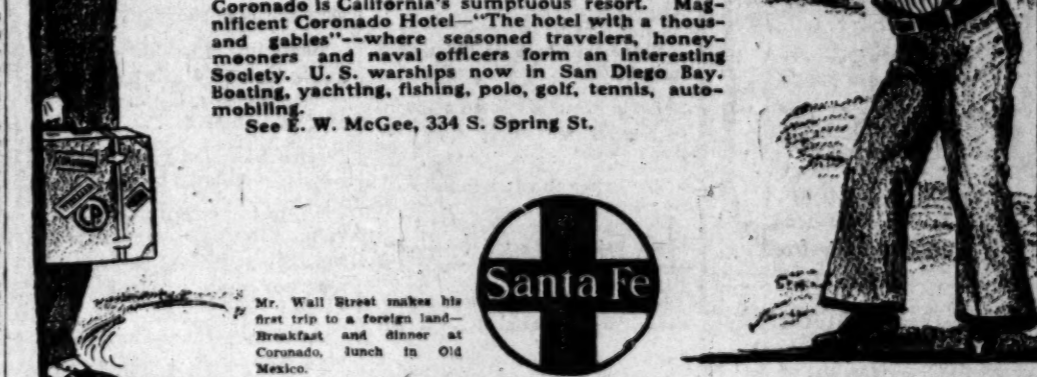 Coronado is California's sumptuous resort. Mag-
nificent Coronado Hotel—"The hotel with a thous-
and gables"--where seasoned travelers, honey-
mooners and naval officers form an interesting
Society. U. S. warships now in San Diego Bay.
Boating, yachting, fishing, polo, golf, tennis, auto-
mobiling.
See E. W. McGee, 334 S. Spring St.
Santa Fe
Mr. Wall Street makes his
first trip to a foreign land—
Breakfast and dinner at
Coronado, lunch in Old
Mexico.